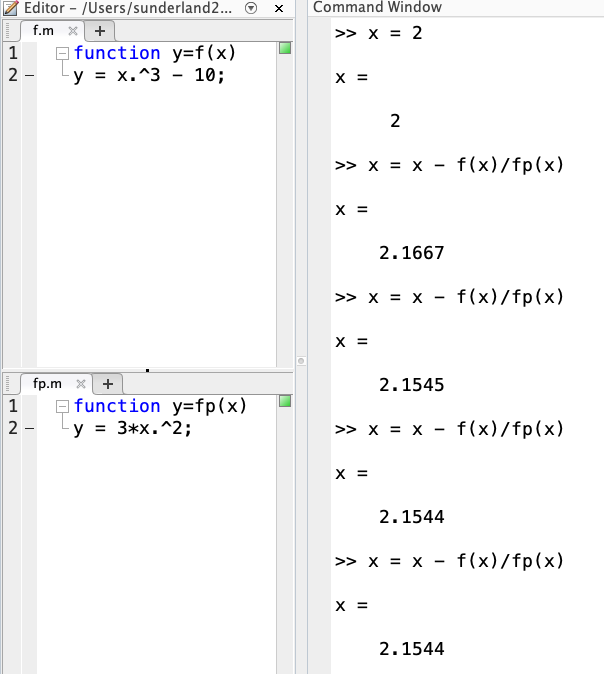 Editor – /Users/sunderland2...
f.m
1 function y=f(x)
2 – y = x.^3 – 10;
fp.m
1 function y=fp(x)
2 – y = 3*x.^2;
Command Window
>> x = 2
x =
2
>> x = x – f(x)/fp(x)
x =
2.1667
>> x = x – f(x)/fp(x)
x =
2.1545
>> x = x – f(x)/fp(x)
x =
2.1544
>> x = x – f(x)/fp(x)
x =
2.1544